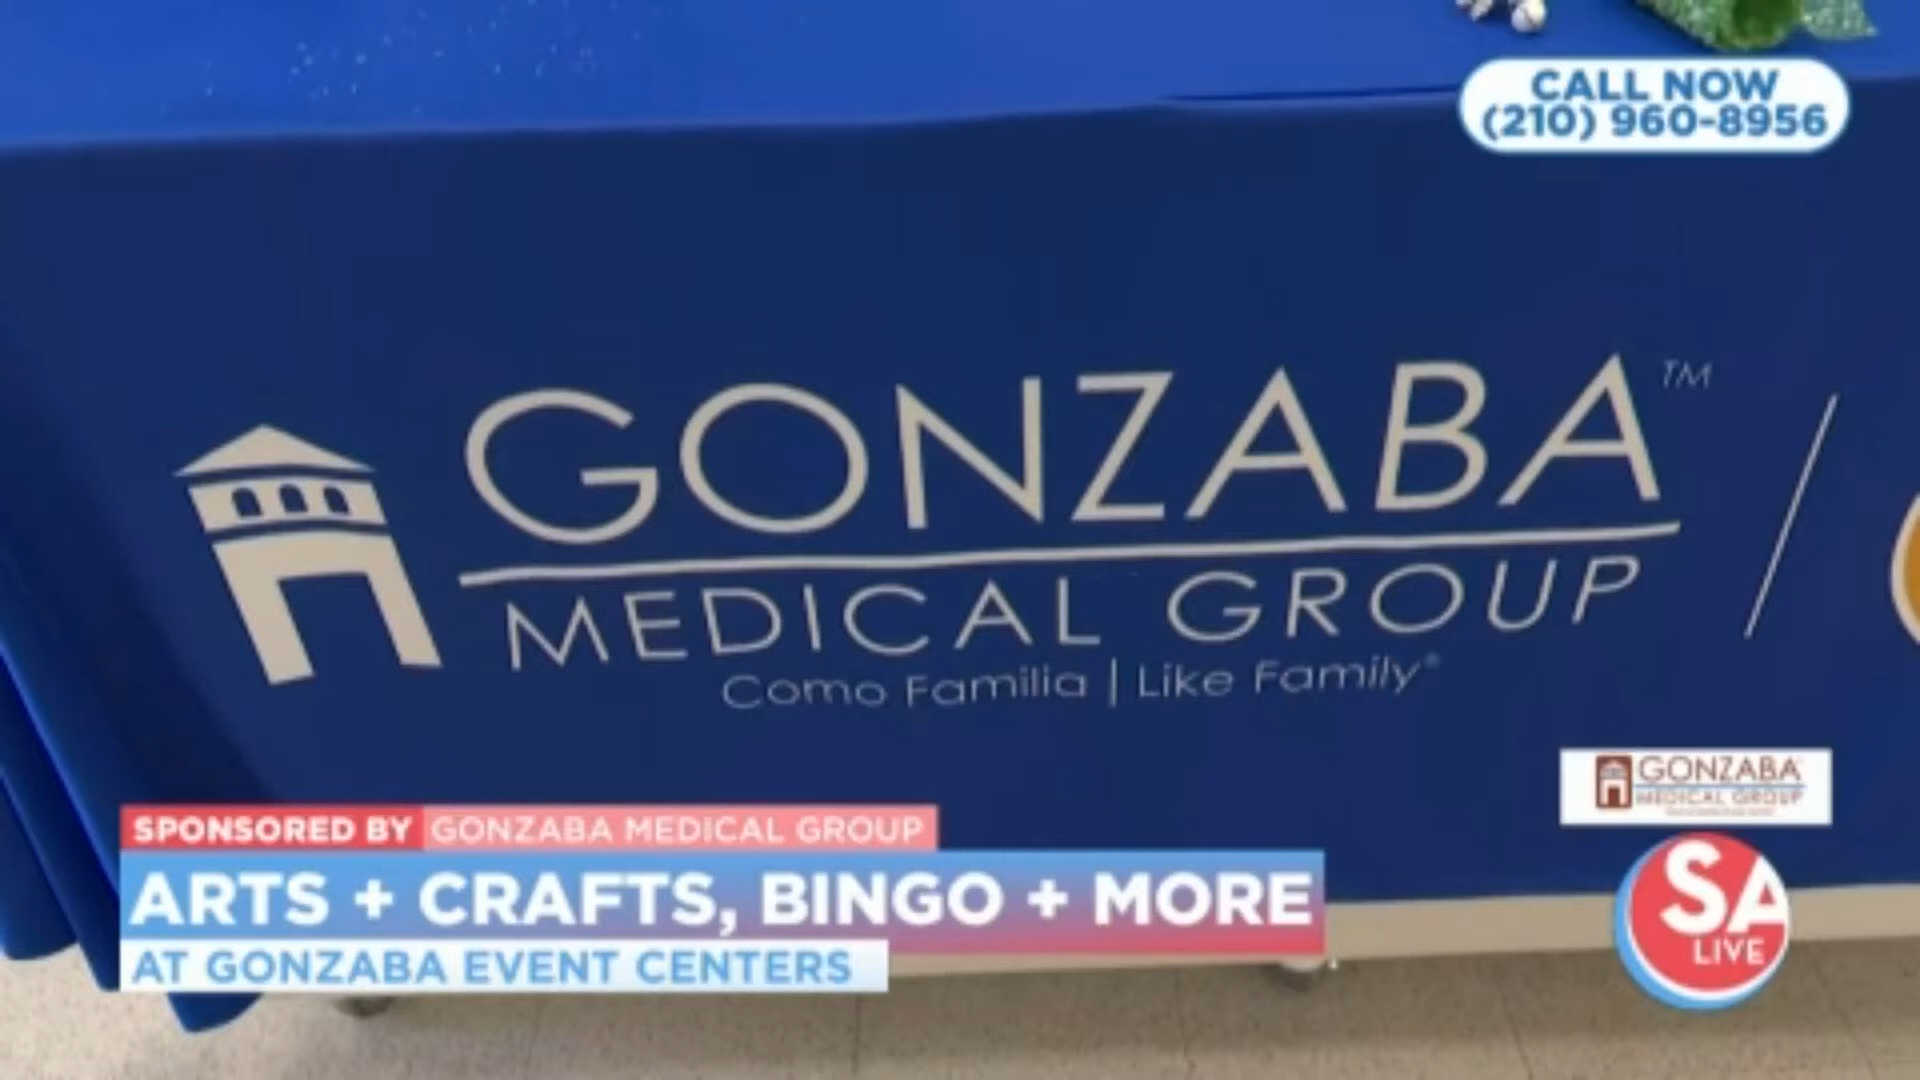 CALL NOW
(210) 960-8956
GONZABA™
MEDICAL GROUP
Como Familia | Like Family®
GONZABA
MEDICAL GROUP
SPONSORED BY GONZABA MEDICAL GROUP
ARTS + CRAFTS, BINGO + MORE
AT GONZABA EVENT CENTERS
SA
LIVE